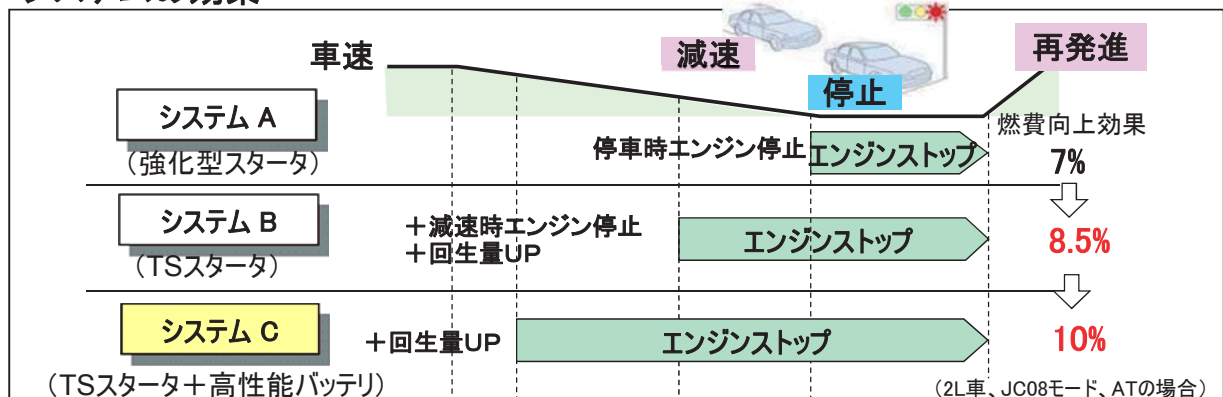 車速
減速
停止
再発進
システム A
（強化型スタータ）
停車時エンジン停止
エンジンストップ
燃費向上効果
7%
システム B
（TSスタータ）
＋減速時エンジン停止
＋回生量UP
エンジンストップ
8.5%
システム C
（TSスタータ＋高性能バッテリ）
＋回生量UP
エンジンストップ
10%
（2L車、JC08モード、ATの場合）